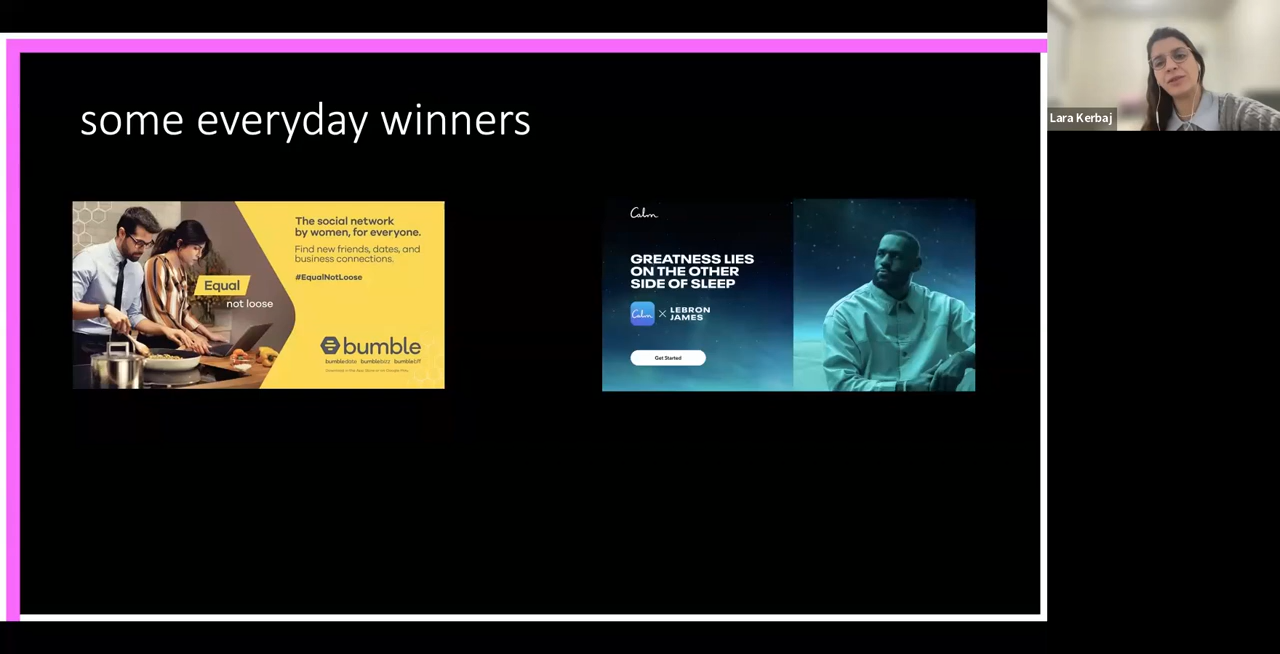 some everyday winners
Lara Kerbaj
The social network
by women, for everyone.
Find new friends, dates, and
business connections.
#EqualNotLoose
Equal
not loose
bumble
bumbledate bumblebizz bumblebff
Calm
GREATNESS LIES
ON THE OTHER
SIDE OF SLEEP
Calm × LEBRON
JAMES
Get Started